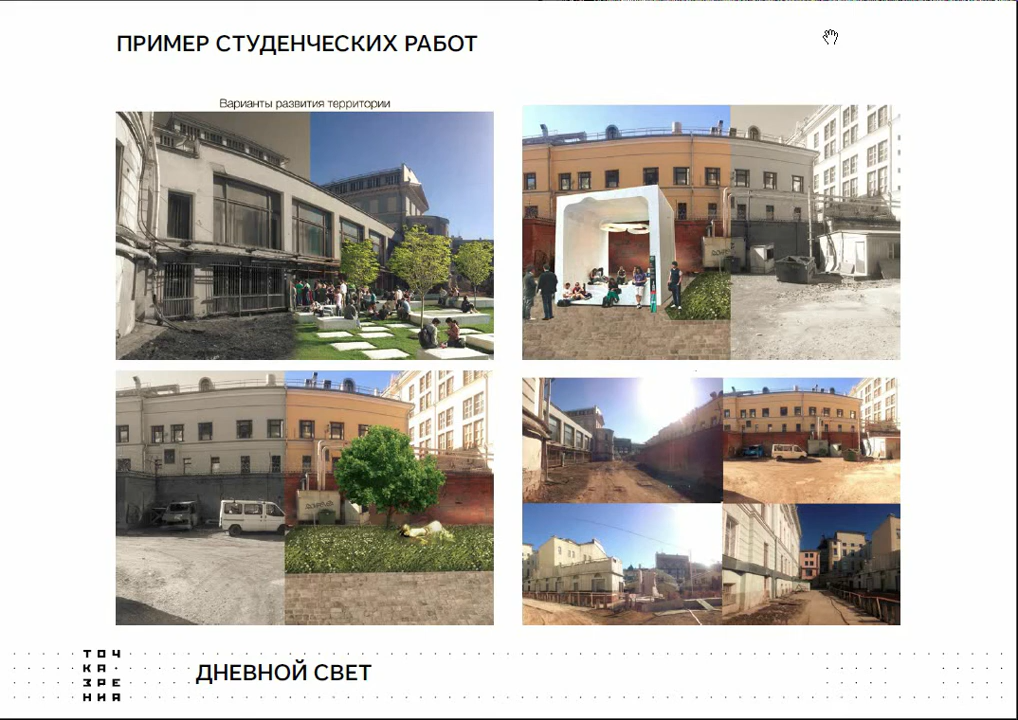 ПРИМЕР СТУДЕНЧЕСКИХ РАБОТ
Варианты развития территории
ТОЧ
КА·
ЗРЕ
НИЯ
ДНЕВНОЙ СВЕТ